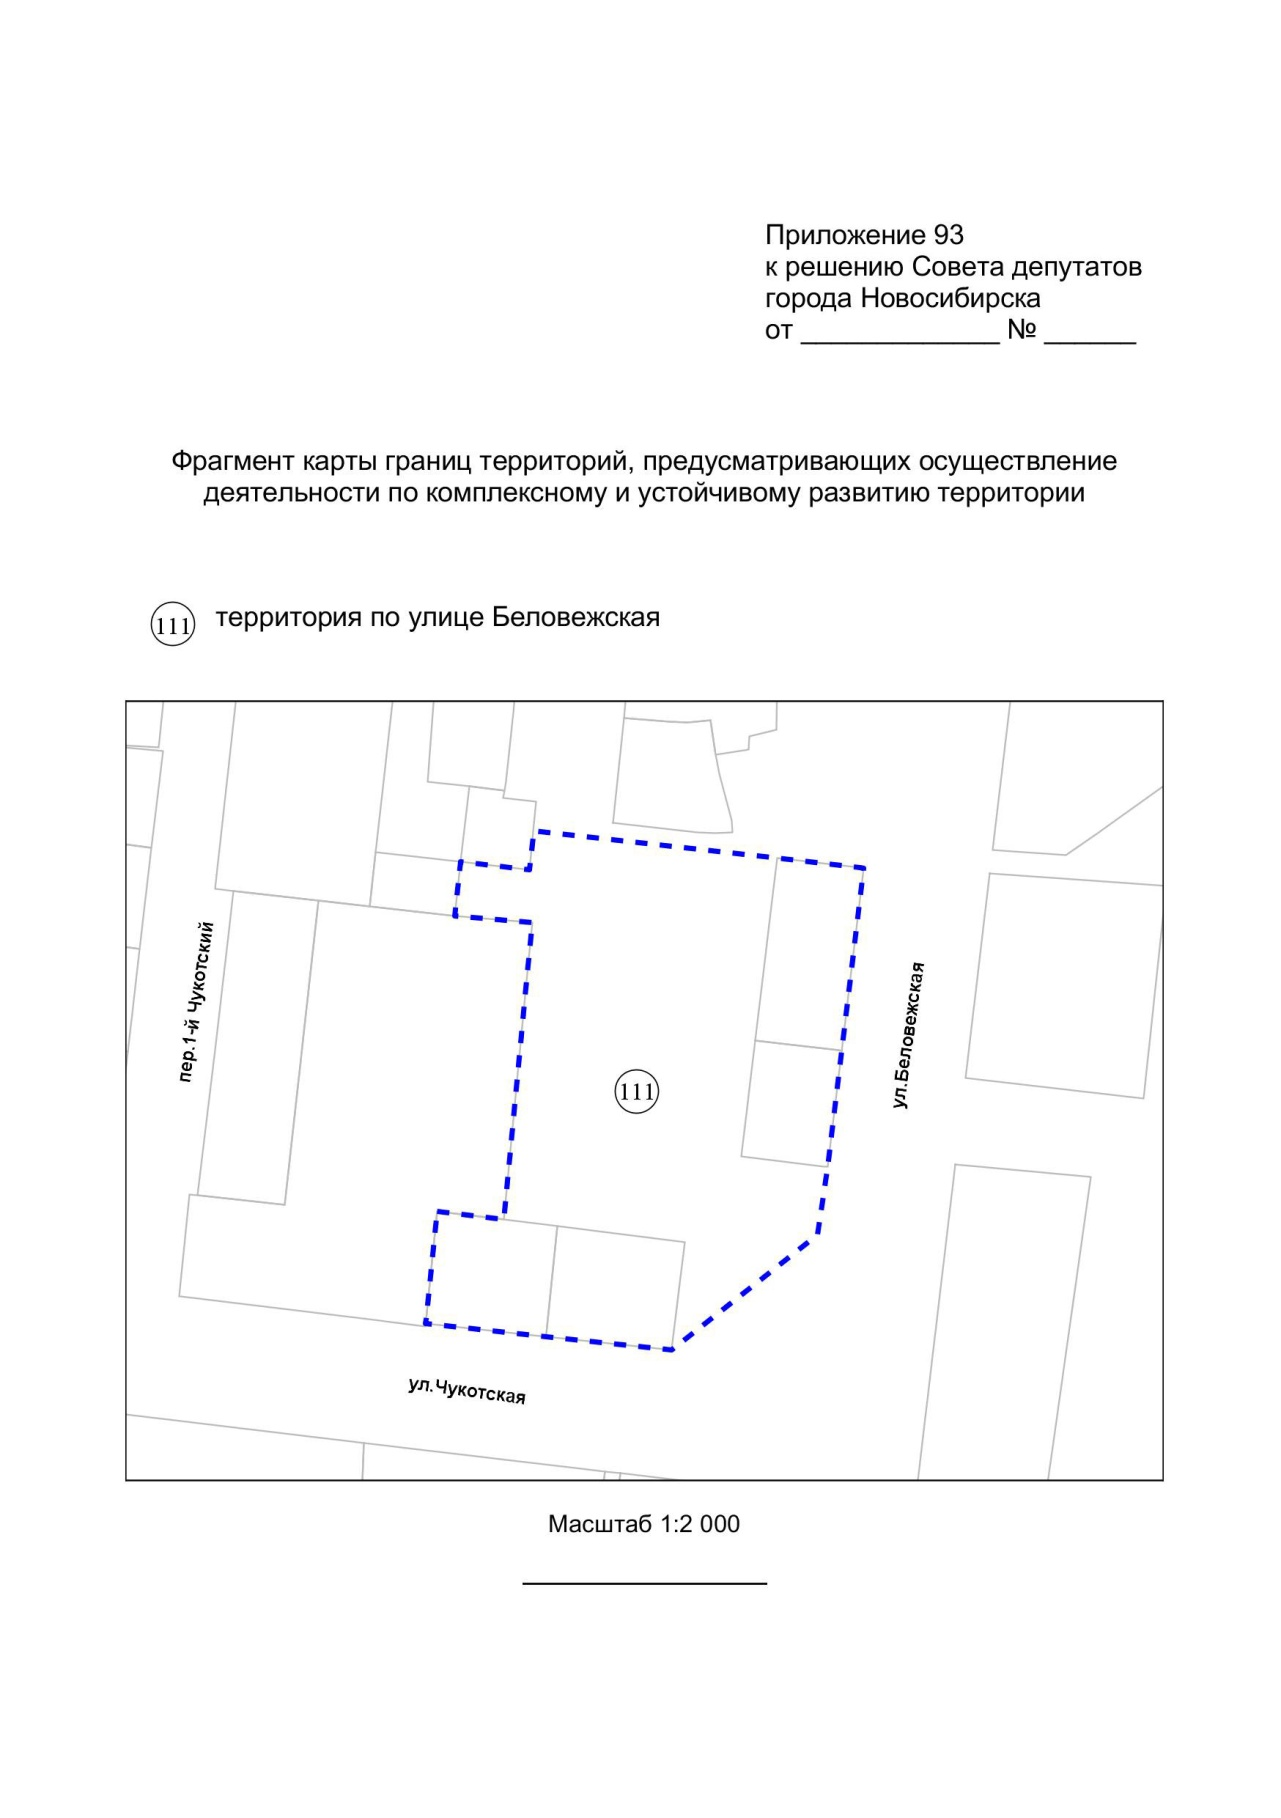 Приложение 93
к решению Совета депутатов
города Новосибирска
от _____________ № ______
Фрагмент карты границ территорий, предусматривающих осуществление
деятельности по комплексному и устойчивому развитию территории
111 территория по улице Беловежская
пер.1-й Чукотский
ул.Беловежская
111
ул.Чукотская
Масштаб 1:2 000